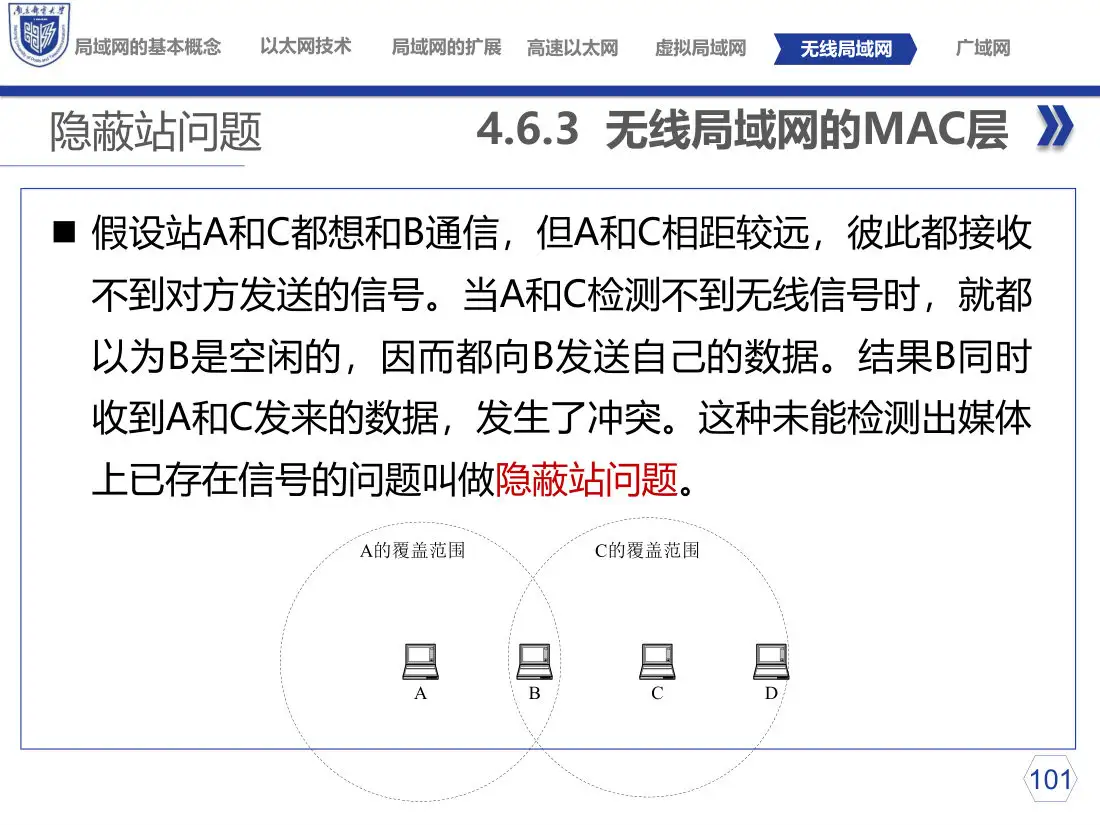 局域网的基本概念
以太网技术
局域网的扩展
高速以太网
虚拟局域网
无线局域网
广域网
隐蔽站问题
4.6.3 无线局域网的MAC层
■ 假设站A和C都想和B通信，但A和C相距较远，彼此都接收
不到对方发送的信号。当A和C检测不到无线信号时，就都
以为B是空闲的，因而都向B发送自己的数据。结果B同时
收到A和C发来的数据，发生了冲突。这种未能检测出媒体
上已存在信号的问题叫做隐蔽站问题。
A的覆盖范围
C的覆盖范围
A
B
C
D
101